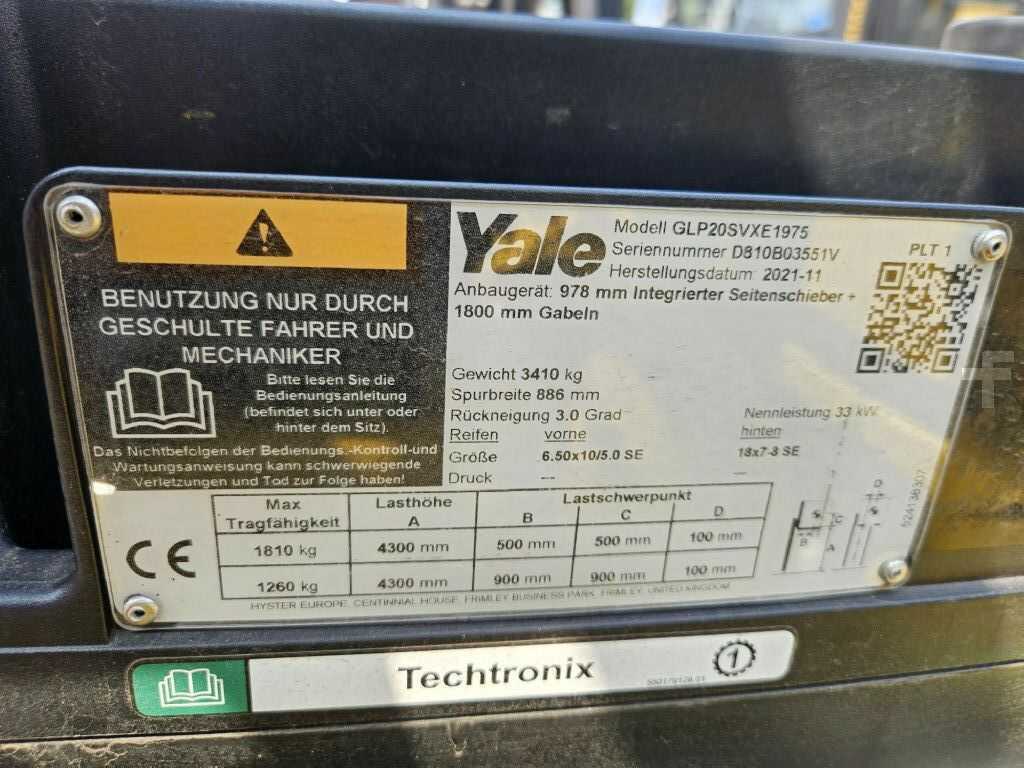 BENUTZUNG NUR DURCH
GESCHULTE FAHRER UND
MECHANIKER
Bitte lesen Sie die
Bedienungsanleitung
(befindet sich unter oder
hinter dem Sitz).
Das Nichtbefolgen der Bedienungs.-Kontroll-und
Wartungsanweisung kann schwerwiegende
Verletzungen und Tod zur Folge haben!
Yale
Modell GLP20SVXE1975
Seriennummer D810B03551V
Herstellungsdatum: 2021-11
PLT 1
Anbaugerät: 978 mm Integrierter Seitenschieber +
1800 mm Gabeln
Gewicht 3410 kg
Spurbreite 886 mm
Rückneigung 3.0 Grad Nennleistung 33 kW
Reifen vorne hinten
Größe 6.50x10/5.0 SE 18x7-8 SE
Druck --- ---
Max Tragfähigkeit Lasthöhe A Lastschwerpunkt B C D
1810 kg 4300 mm 500 mm 500 mm 100 mm
1260 kg 4300 mm 900 mm 900 mm 100 mm
CE
D
C
B A
524138307
HYSTER EUROPE, CENTINNIAL HOUSE, FRIMLEY BUSINESS PARK, FRIMLEY, UNITED KINGDOM
Techtronix
1